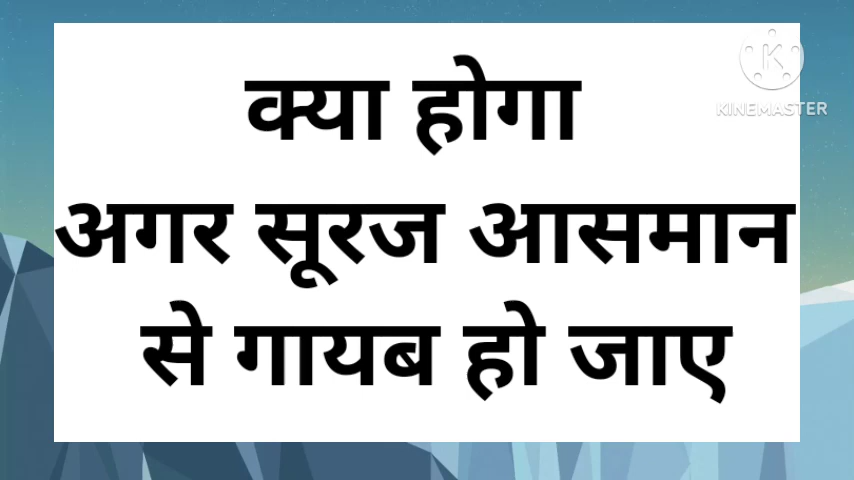 KINEMASTER
क्या होगा
अगर सूरज आसमान
से गायब हो जाए